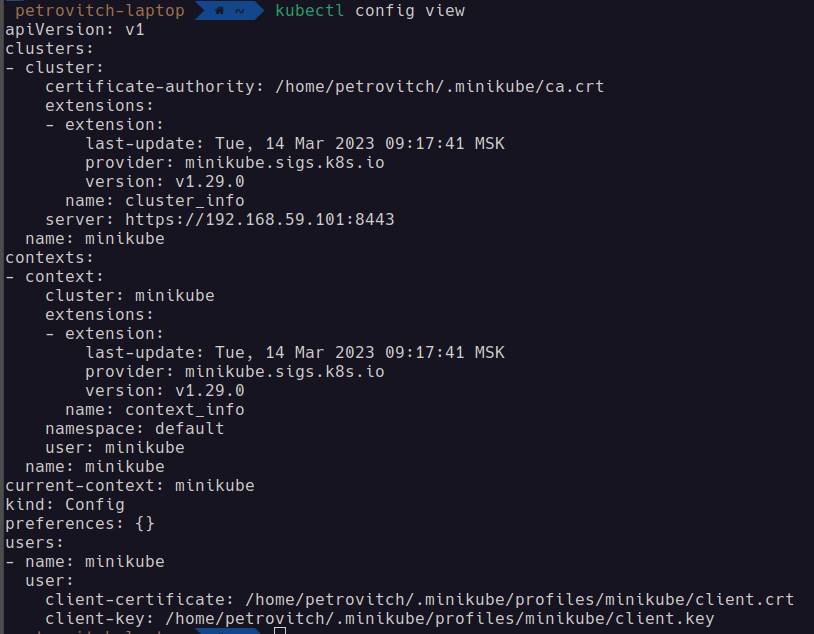 petrovitch-laptop ~ kubectl config view
apiVersion: v1
clusters:
- cluster:
    certificate-authority: /home/petrovitch/.minikube/ca.crt
    extensions:
    - extension:
        last-update: Tue, 14 Mar 2023 09:17:41 MSK
        provider: minikube.sigs.k8s.io
        version: v1.29.0
      name: cluster_info
    server: https://192.168.59.101:8443
  name: minikube
contexts:
- context:
    cluster: minikube
    extensions:
    - extension:
        last-update: Tue, 14 Mar 2023 09:17:41 MSK
        provider: minikube.sigs.k8s.io
        version: v1.29.0
      name: context_info
    namespace: default
    user: minikube
  name: minikube
current-context: minikube
kind: Config
preferences: {}
users:
- name: minikube
  user:
    client-certificate: /home/petrovitch/.minikube/profiles/minikube/client.crt
    client-key: /home/petrovitch/.minikube/profiles/minikube/client.key